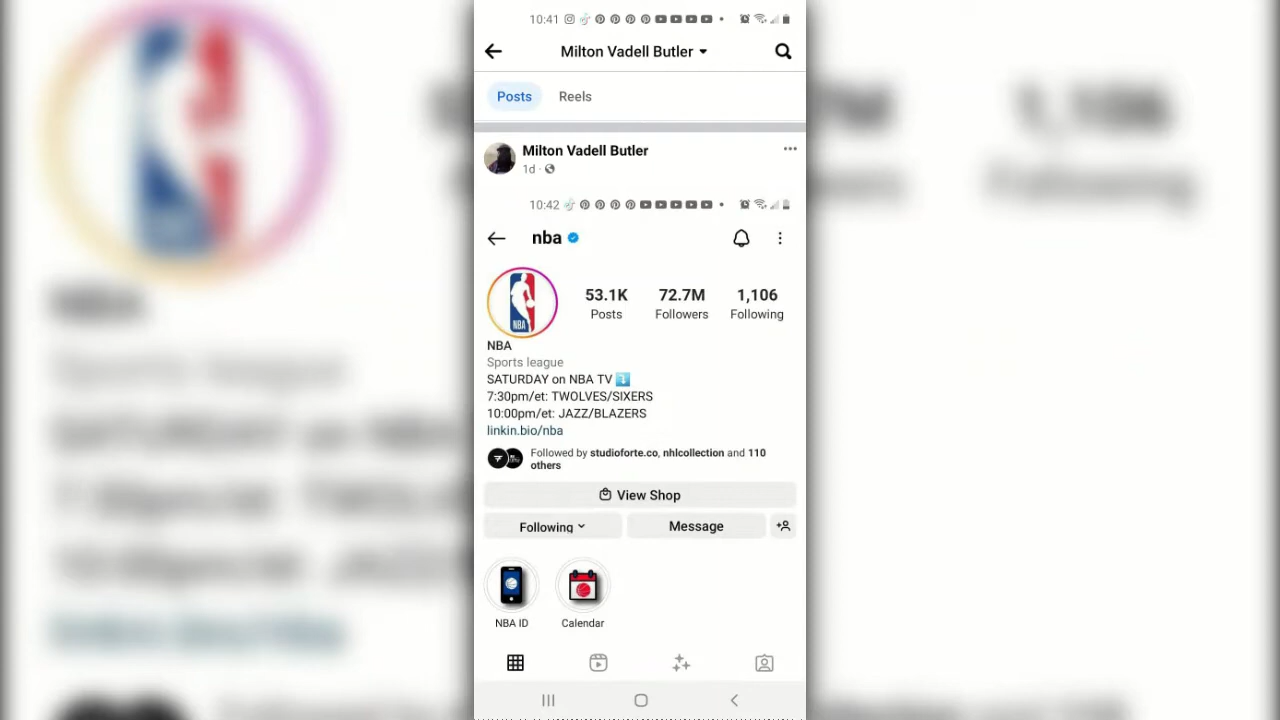 10:41
Milton Vadell Butler
Posts Reels
Milton Vadell Butler
1d
10:42
nba
53.1K 72.7M 1,106
Posts Followers Following
NBA
NBA
Sports league
SATURDAY on NBA TV ⤵️
7:30pm/et: TWOLVES/SIXERS
10:00pm/et: JAZZ/BLAZERS
linkin.bio/nba
Followed by studioforte.co, nhlcollection and 110
others
View Shop
Following Message
NBA ID Calendar